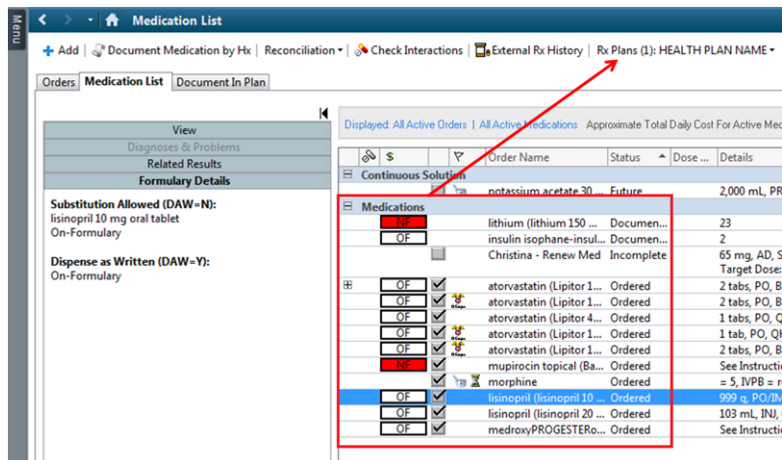 Menu
Medication List
Add | Document Medication by Hx | Reconciliation | Check Interactions | External Rx History | Rx Plans (1): HEALTH PLAN NAME
Orders Medication List Document In Plan
View
Diagnoses & Problems
Related Results
Formulary Details
Substitution Allowed (DAW=N):
lisinopril 10 mg oral tablet
On-Formulary
Dispense as Written (DAW=Y):
On-Formulary
Displayed: All Active Orders | All Active Medications Approximate Total Daily Cost For Active Med
$ Order Name Status Dose ... Details
Continuous Solution
potassium acetate 30 ... Future 2,000 mL, PR
Medications
NF lithium (lithium 150 ... Documen... 23
OF insulin isophane-insul... Documen... 2
Christina - Renew Med Incomplete 65 mg, AD, S
Target Dose:
OF atorvastatin (Lipitor 1... Ordered 2 tabs, PO, B
OF atorvastatin (Lipitor 1... Ordered 2 tabs, PO, B
OF atorvastatin (Lipitor 4... Ordered 1 tabs, PO, Q
OF atorvastatin (Lipitor 1... Ordered 1 tab, PO, QH
OF atorvastatin (Lipitor 1... Ordered 2 tabs, PO, B
NF mupirocin topical (Ba... Ordered See Instructi
morphine Ordered = 5, IVPB = r
OF lisinopril (lisinopril 10 ... Ordered 999 q, PO/IM
OF lisinopril (lisinopril 20 ... Ordered 103 mL, INJ,
OF medroxyPROGESTERo... Ordered See Instructi